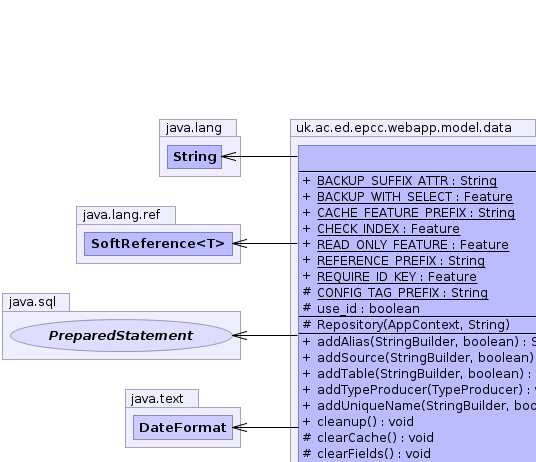 java.lang
String
java.lang.ref
SoftReference<T>
java.sql
PreparedStatement
java.text
DateFormat
uk.ac.ed.epcc.webapp.model.data
+ BACKUP_SUFFIX_ATTR : String
+ BACKUP_WITH_SELECT : Feature
+ CACHE_FEATURE_PREFIX : String
+ CHECK_INDEX : Feature
+ READ_ONLY_FEATURE : Feature
+ REFERENCE_PREFIX : String
+ REQUIRE_ID_KEY : Feature
# CONFIG_TAG_PREFIX : String
# use_id : boolean
# Repository(AppContext, String)
+ addAlias(StringBuilder, boolean) : S
+ addSource(StringBuilder, boolean)
+ addTable(StringBuilder, boolean) :
+ addTypeProducer(TypeProducer) : v
+ addUniqueName(StringBuilder, boo
+ cleanup() : void
# clearCache() : void
# clearFields() : void